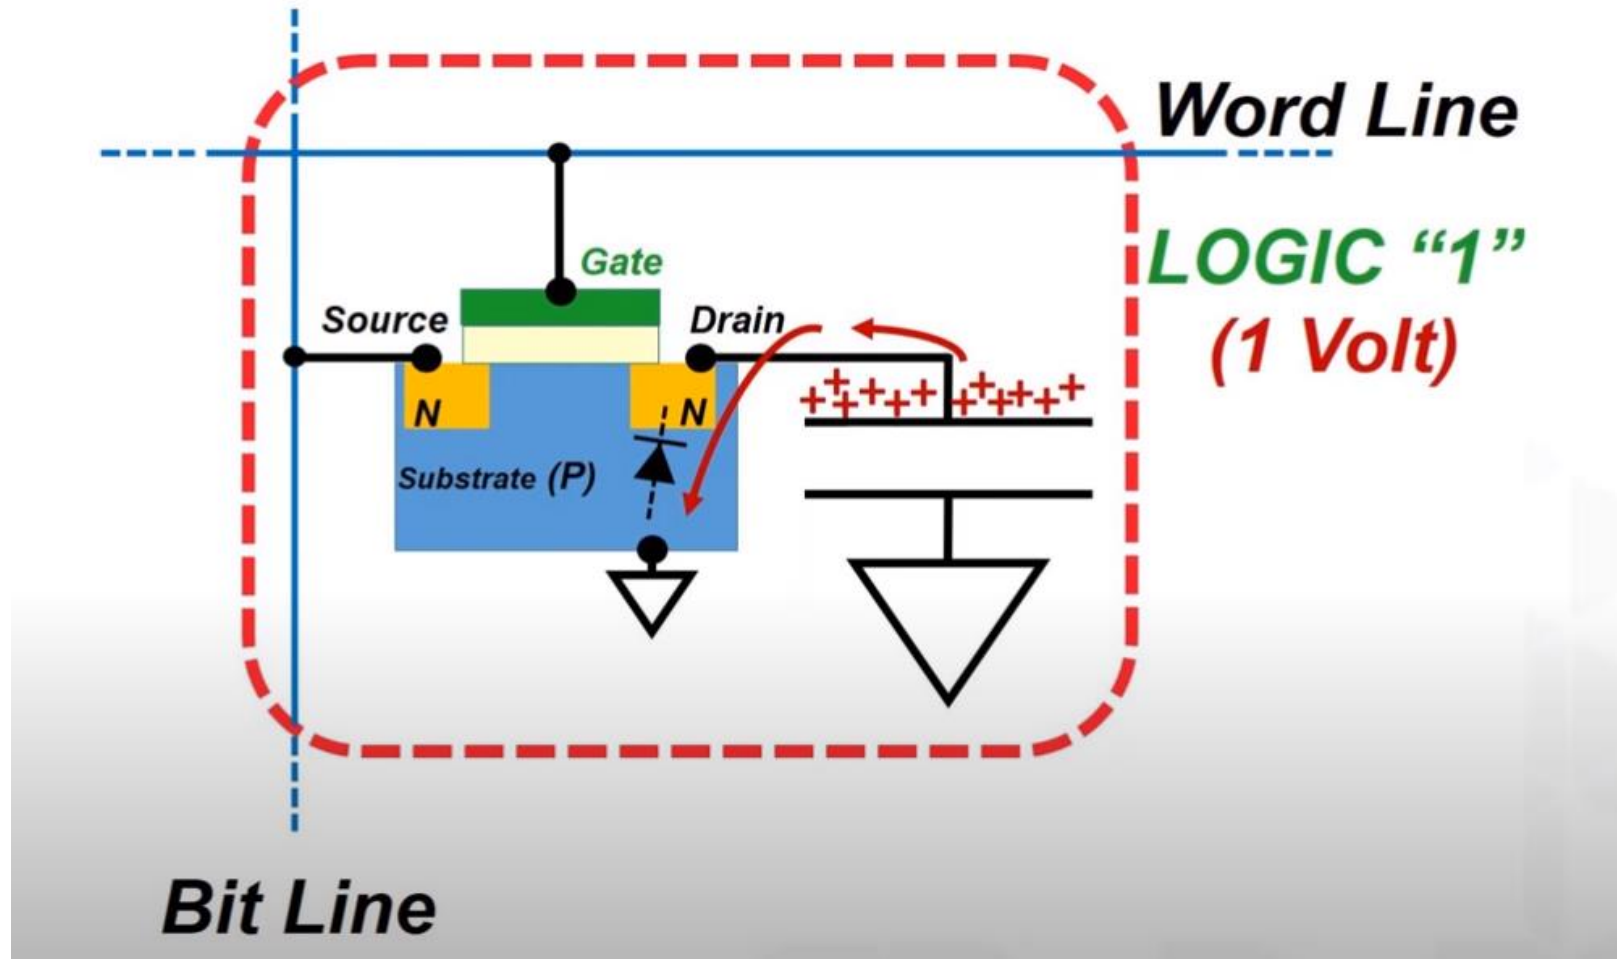 Word Line
LOGIC “1”
(1 Volt)
Gate
Source
Drain
N
N
Substrate (P)
Bit Line